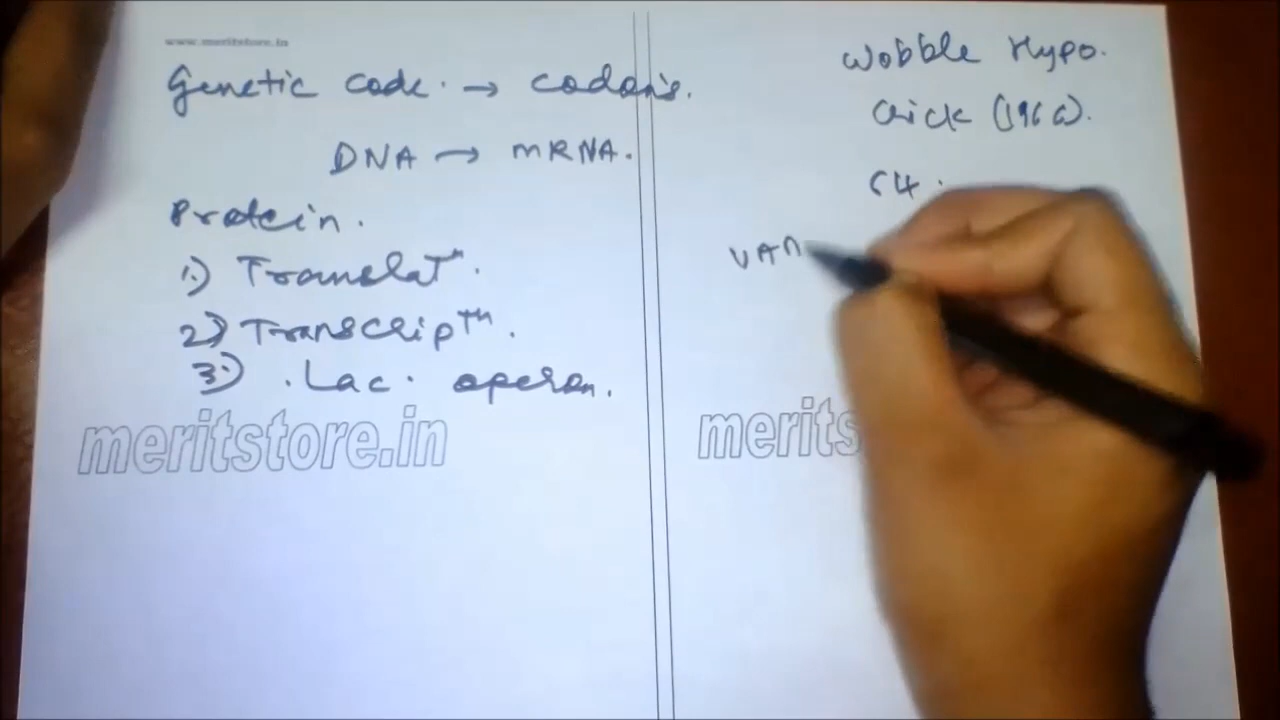 www.meritstore.in
Genetic code. → codons.
DNA → mRNA.
Protein.
1.) Translatn.
2) Transcriptn.
3.) .Lac. operon.
meritstore.in
Wobble Hypo.
Crick (1966).
64.
UAA
merits